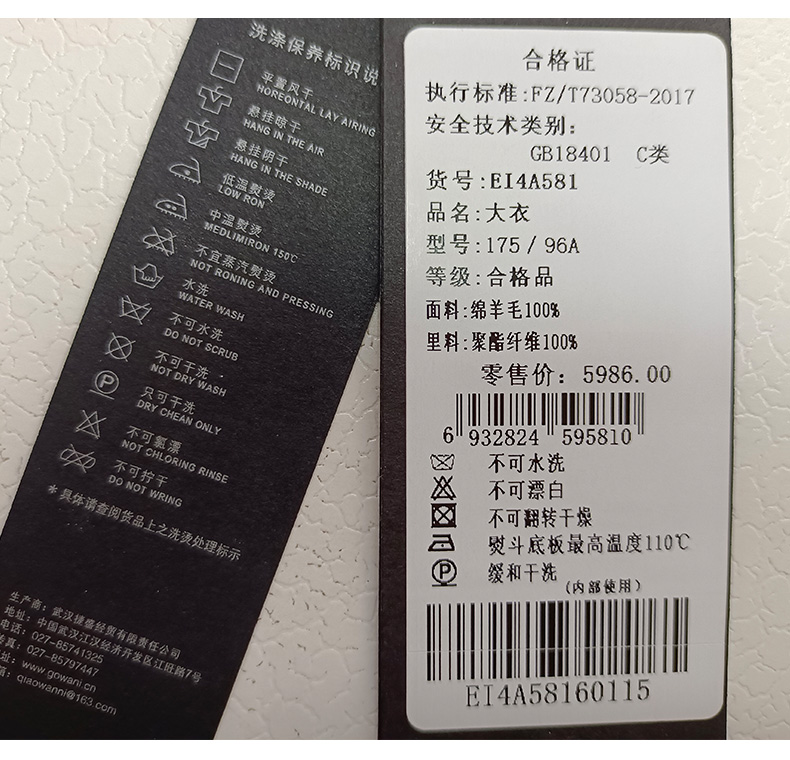 洗涤保养标识说
平置风干
HOREONTAL LAY AIRING
悬挂晾干
HANG IN THE AIR
悬挂阴干
HANG IN THE SHADE
低温熨烫
LOW RON
中温熨烫
MEDLIMIRON 150℃
不宜蒸汽熨烫
NOT RONING AND PRESSING
水洗
WATER WASH
不可水洗
DO NOT SCRUB
不可干洗
NOT DRY WASH
只可干洗
DRY CHEAN ONLY
不可氯漂
NOT CHLORING RINSE
不可拧干
DO NOT WRING
*具体请查阅货品上之洗烫处理标示
生产商：武汉臻盛经贸有限责任公司
地址：中国武汉江汉经济开发区江旺路7号
电话：027-85741325
传真：027-85797447
网址：www.gowani.cn
箱：qiaowanni@163.com
合格证
执行标准:FZ/T73058-2017
安全技术类别:
GB18401 C类
货号:EI4A581
品名:大衣
型号:175/96A
等级:合格品
面料:绵羊毛100%
里料:聚酯纤维100%
零售价: 5986.00
6 932824 595810
不可水洗
不可漂白
不可翻转干燥
熨斗底板最高温度110℃
P 缓和干洗
(内部使用)
EI4A58160115